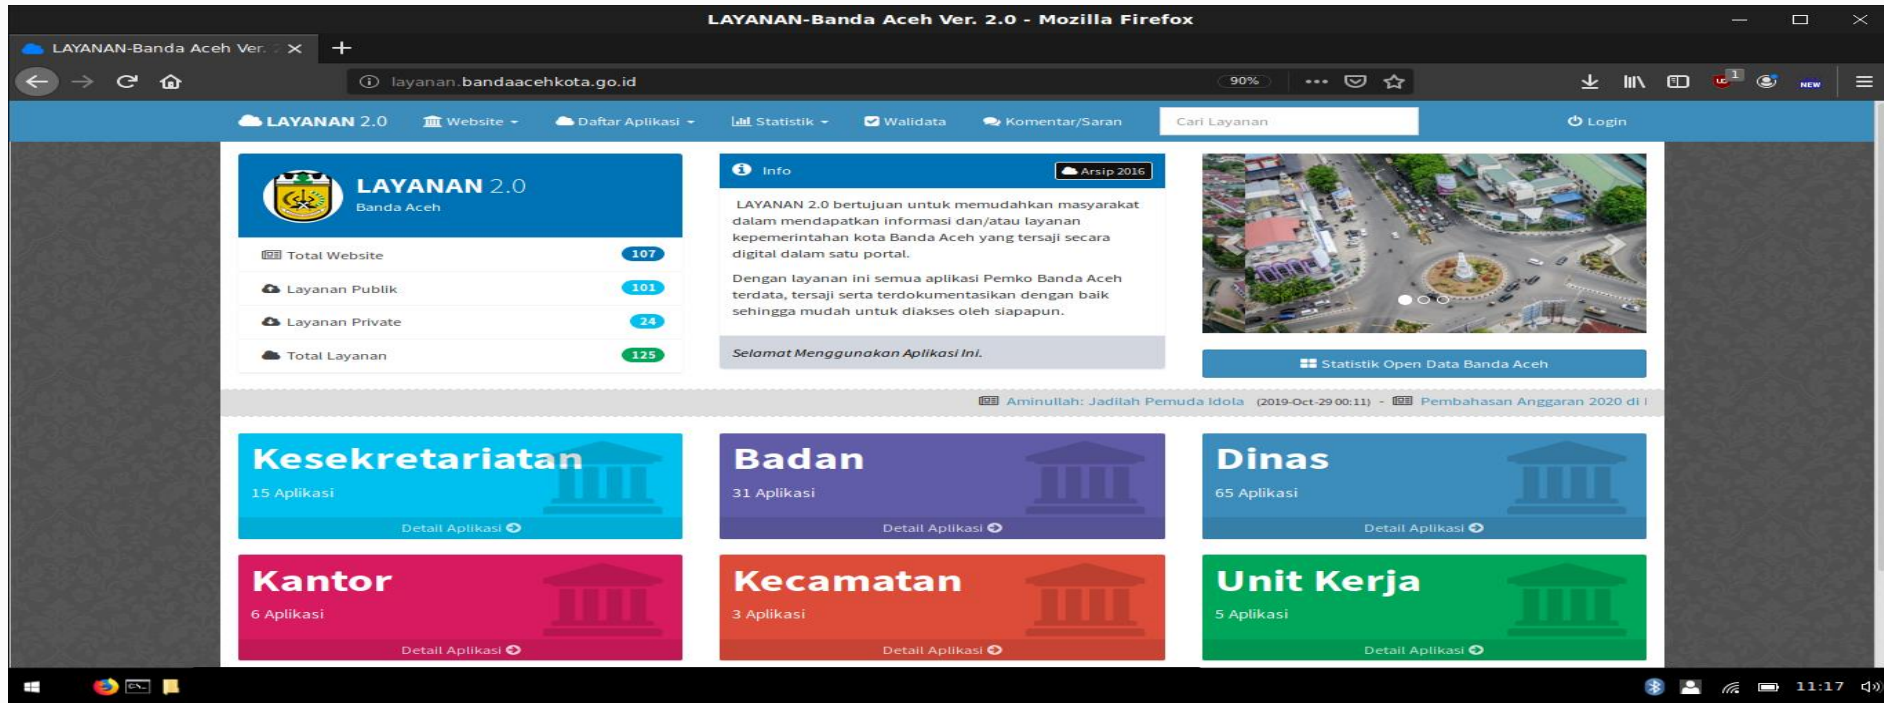 LAYANAN-Banda Aceh Ver. 2.0 - Mozilla Firefox
LAYANAN-Banda Aceh Ver.
layanan.bandaacehkota.go.id
90%
1
NEW
LAYANAN 2.0
Website
Daftar Aplikasi
Statistik
Walidata
Komentar/Saran
Cari Layanan
Login
LAYANAN 2.0
Banda Aceh
Total Website 107
Layanan Publik 101
Layanan Private 24
Total Layanan 125
Info
Arsip 2016
LAYANAN 2.0 bertujuan untuk memudahkan masyarakat
dalam mendapatkan informasi dan/atau layanan
kepemerintahan kota Banda Aceh yang tersaji secara
digital dalam satu portal.
Dengan layanan ini semua aplikasi Pemko Banda Aceh
terdata, tersaji serta terdokumentasikan dengan baik
sehingga mudah untuk diakses oleh siapapun.
Selamat Menggunakan Aplikasi Ini.
Statistik Open Data Banda Aceh
Aminullah: Jadilah Pemuda Idola (2019-Oct-29 00:11) - Pembahasan Anggaran 2020 di
Kesekretariatan
15 Aplikasi
Detail Aplikasi
Badan
31 Aplikasi
Detail Aplikasi
Dinas
65 Aplikasi
Detail Aplikasi
Kantor
6 Aplikasi
Detail Aplikasi
Kecamatan
3 Aplikasi
Detail Aplikasi
Unit Kerja
5 Aplikasi
Detail Aplikasi
11:17